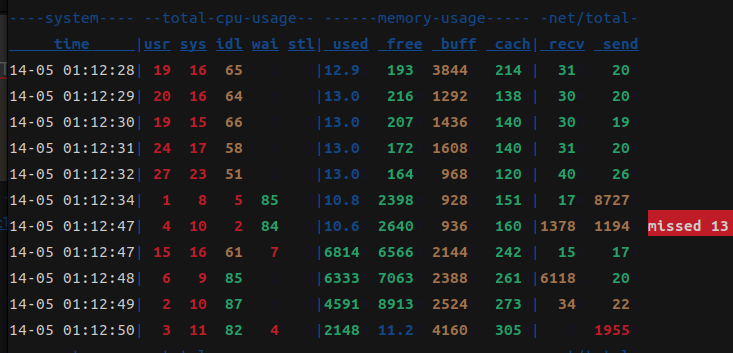 ----system---- --total-cpu-usage-- ------memory-usage----- -net/total-
time |usr sys idl wai stl| used free buff cach| recv send
14-05 01:12:28| 19 16 65 |12.9 193 3844 214 | 31 20
14-05 01:12:29| 20 16 64 |13.0 216 1292 138 | 30 20
14-05 01:12:30| 19 15 66 |13.0 207 1436 140 | 30 19
14-05 01:12:31| 24 17 58 |13.0 172 1608 140 | 31 20
14-05 01:12:32| 27 23 51 |13.0 164 968 120 | 40 26
14-05 01:12:34| 1 8 5 85 |10.8 2398 928 151 | 17 8727
14-05 01:12:47| 4 10 2 84 |10.6 2640 936 160 |1378 1194 missed 13
14-05 01:12:47| 15 16 61 7 |6814 6566 2144 242 | 15 17
14-05 01:12:48| 6 9 85 |6333 7063 2388 261 |6118 20
14-05 01:12:49| 2 10 87 |4591 8913 2524 273 | 34 22
14-05 01:12:50| 3 11 82 4 |2148 11.2 4160 305 | 1955